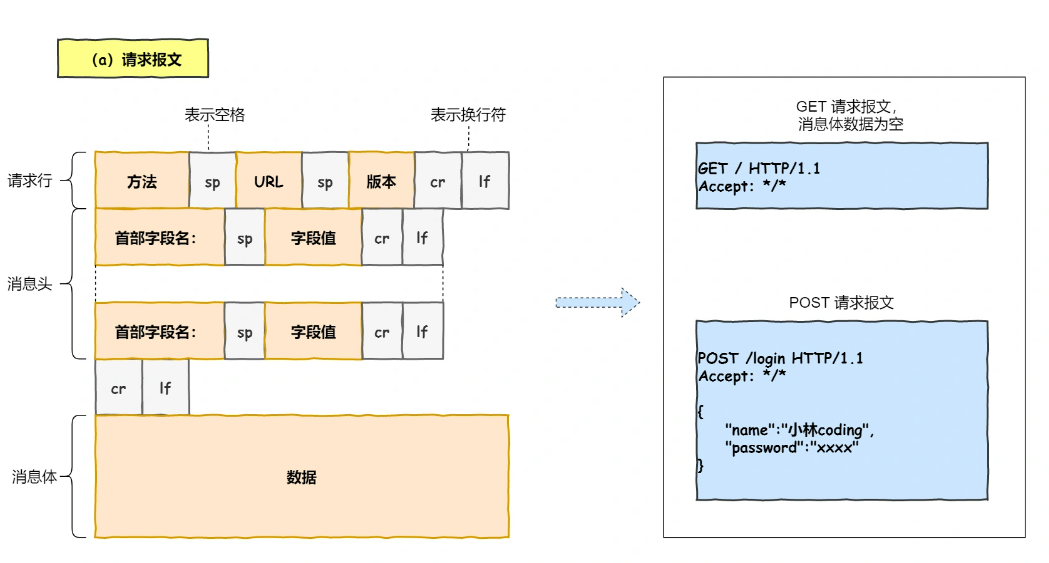 (a) 请求报文
表示空格
表示换行符
请求行
方法 sp URL sp 版本 cr lf
首部字段名: sp 字段值 cr lf
消息头
首部字段名: sp 字段值 cr lf
cr lf
消息体
数据
GET 请求报文,
消息体数据为空
GET / HTTP/1.1
Accept: */*
POST 请求报文
POST /login HTTP/1.1
Accept: */*
{
"name":"小林coding",
"password":"xxxx"
}